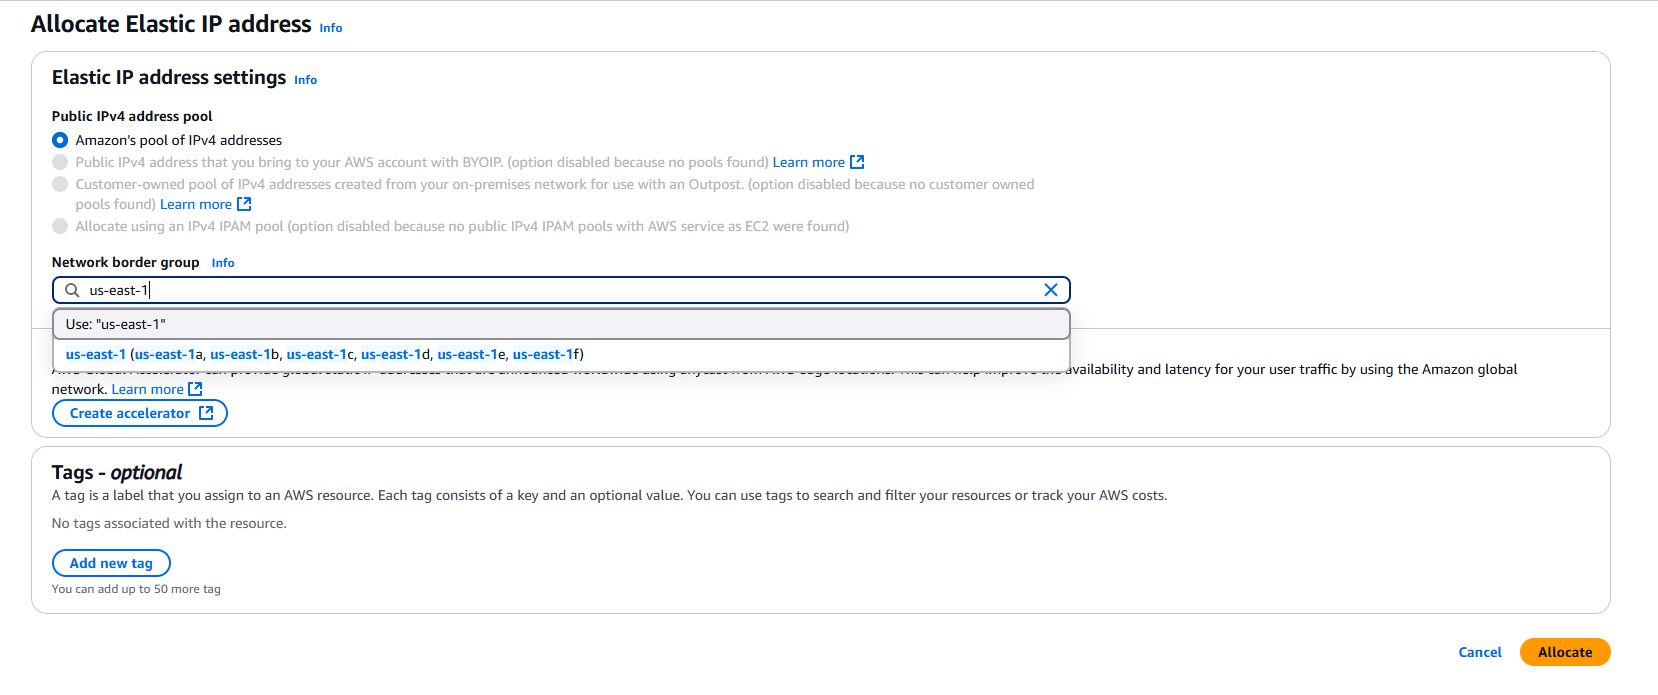 Allocate Elastic IP address Info
Elastic IP address settings Info
Public IPv4 address pool
Amazon's pool of IPv4 addresses
Public IPv4 address that you bring to your AWS account with BYOIP. (option disabled because no pools found) Learn more
Customer-owned pool of IPv4 addresses created from your on-premises network for use with an Outpost. (option disabled because no customer owned
pools found) Learn more
Allocate using an IPv4 IPAM pool (option disabled because no public IPv4 IPAM pools with AWS service as EC2 were found)
Network border group Info
us-east-1
Use: "us-east-1"
us-east-1 (us-east-1a, us-east-1b, us-east-1c, us-east-1d, us-east-1e, us-east-1f)
availability and latency for your user traffic by using the Amazon global
network. Learn more
Create accelerator
Tags - optional
A tag is a label that you assign to an AWS resource. Each tag consists of a key and an optional value. You can use tags to search and filter your resources or track your AWS costs.
No tags associated with the resource.
Add new tag
You can add up to 50 more tag
Cancel
Allocate